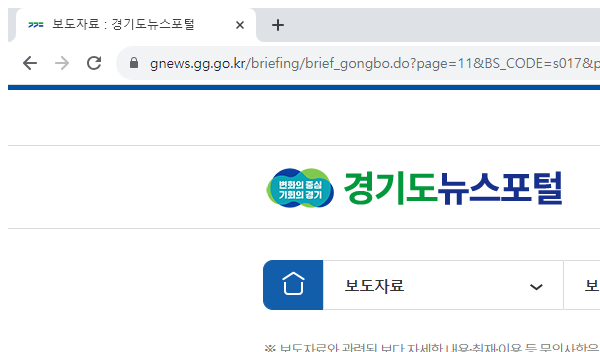 보도자료 : 경기도뉴스포털
gnews.gg.go.kr/briefing/brief_gongbo.do?page=11&BS_CODE=s017&p
변화의 중심
기회의 경기
경기도뉴스포털
보도자료
보
※ 보도자료와 관련된 보다 자세한 내용·취재·이용 등 문의사항은